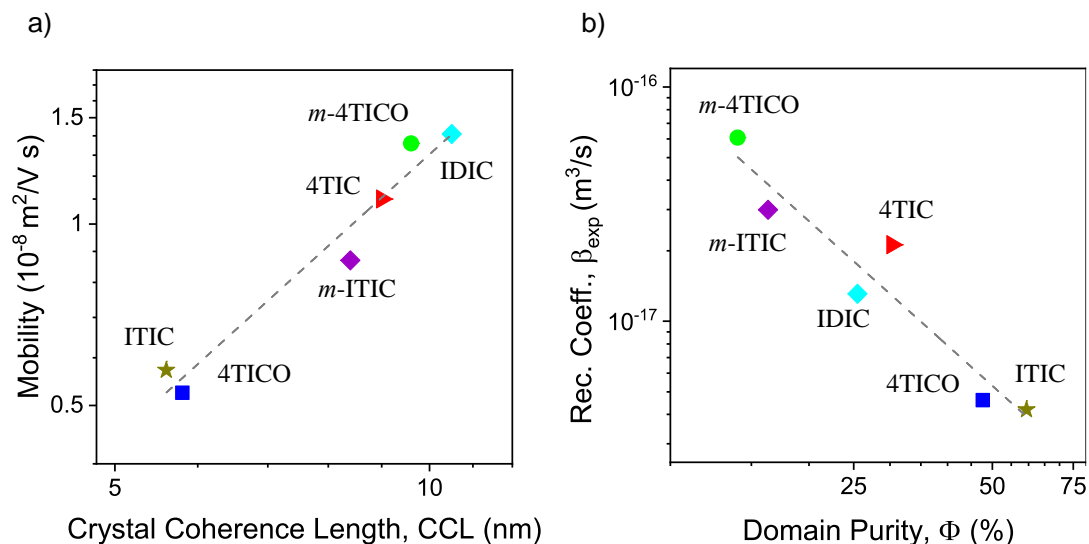 a)
Mobility (10⁻⁸ m²/V s)
1.5
1
0.5
m-4TICO
IDIC
4TIC
m-ITIC
ITIC
4TICO
5
10
Crystal Coherence Length, CCL (nm)
b)
Rec. Coeff., β_exp (m³/s)
10⁻¹⁶
10⁻¹⁷
m-4TICO
4TIC
m-ITIC
IDIC
4TICO
ITIC
25
50
75
Domain Purity, Φ (%)